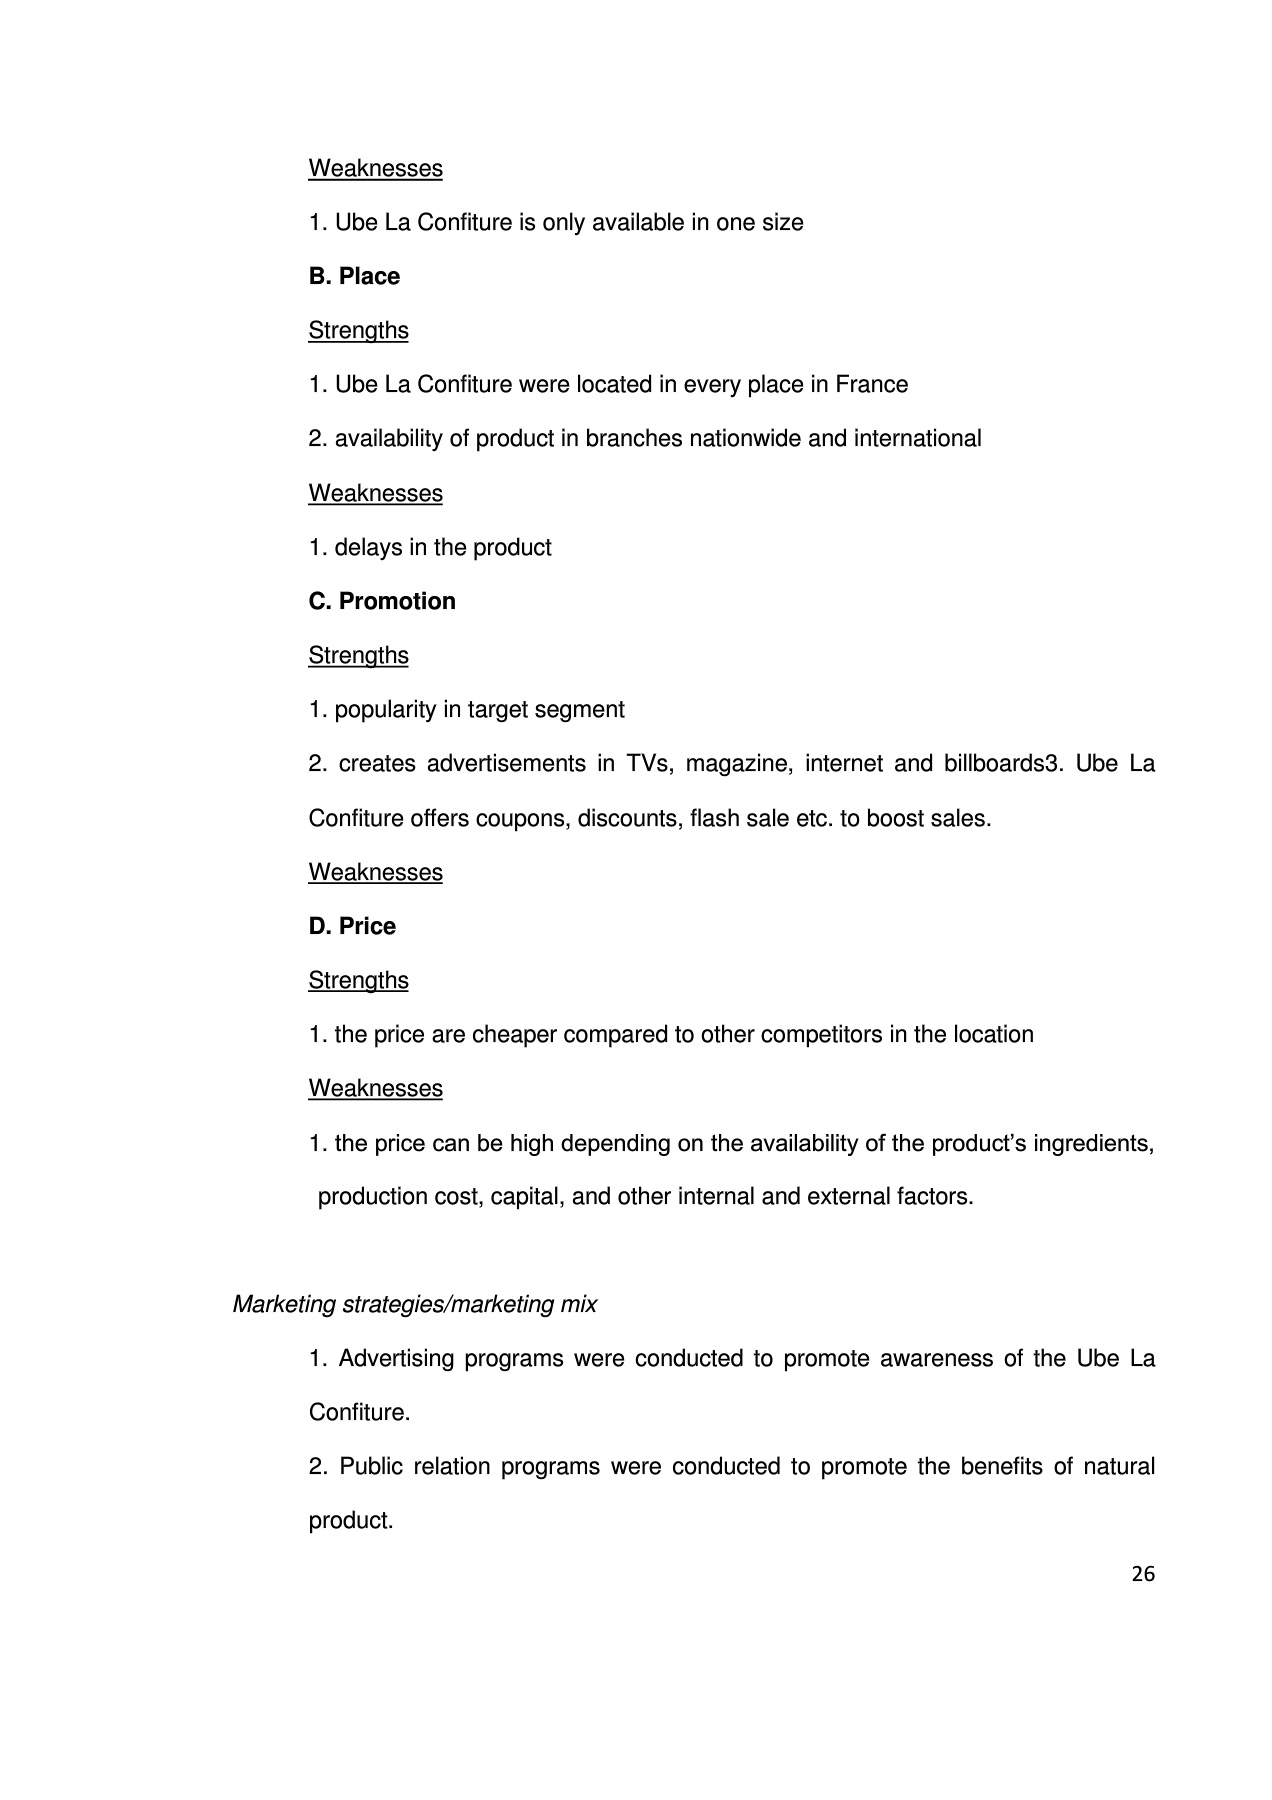 Weaknesses
1. Ube La Confiture is only available in one size
B. Place
Strengths
1. Ube La Confiture were located in every place in France
2. availability of product in branches nationwide and international
Weaknesses
1. delays in the product
C. Promotion
Strengths
1. popularity in target segment
2. creates advertisements in TVs, magazine, internet and billboards3. Ube La
Confiture offers coupons, discounts, flash sale etc. to boost sales.
Weaknesses
D. Price
Strengths
1. the price are cheaper compared to other competitors in the location
Weaknesses
1. the price can be high depending on the availability of the product’s ingredients,
production cost, capital, and other internal and external factors.
Marketing strategies/marketing mix
1. Advertising programs were conducted to promote awareness of the Ube La
Confiture.
2. Public relation programs were conducted to promote the benefits of natural
product.
26